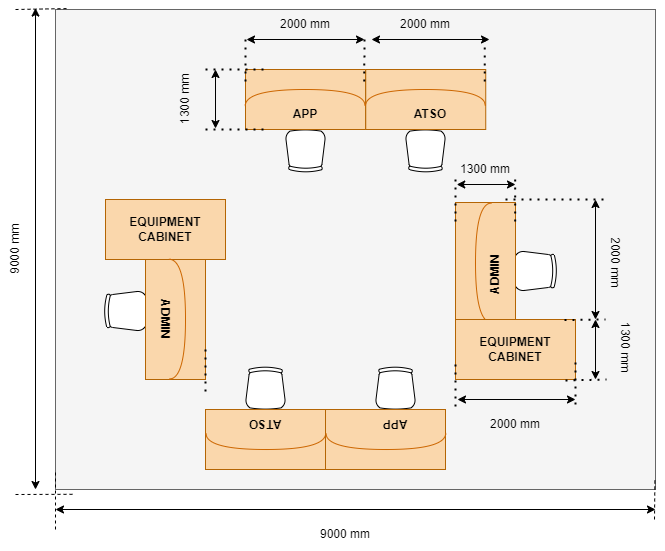 2000 mm
2000 mm
1300 mm
APP
ATSO
1300 mm
EQUIPMENT
CABINET
9000 mm
ADMIN
ADMIN
2000 mm
EQUIPMENT
CABINET
1300 mm
ATSO
APP
2000 mm
9000 mm